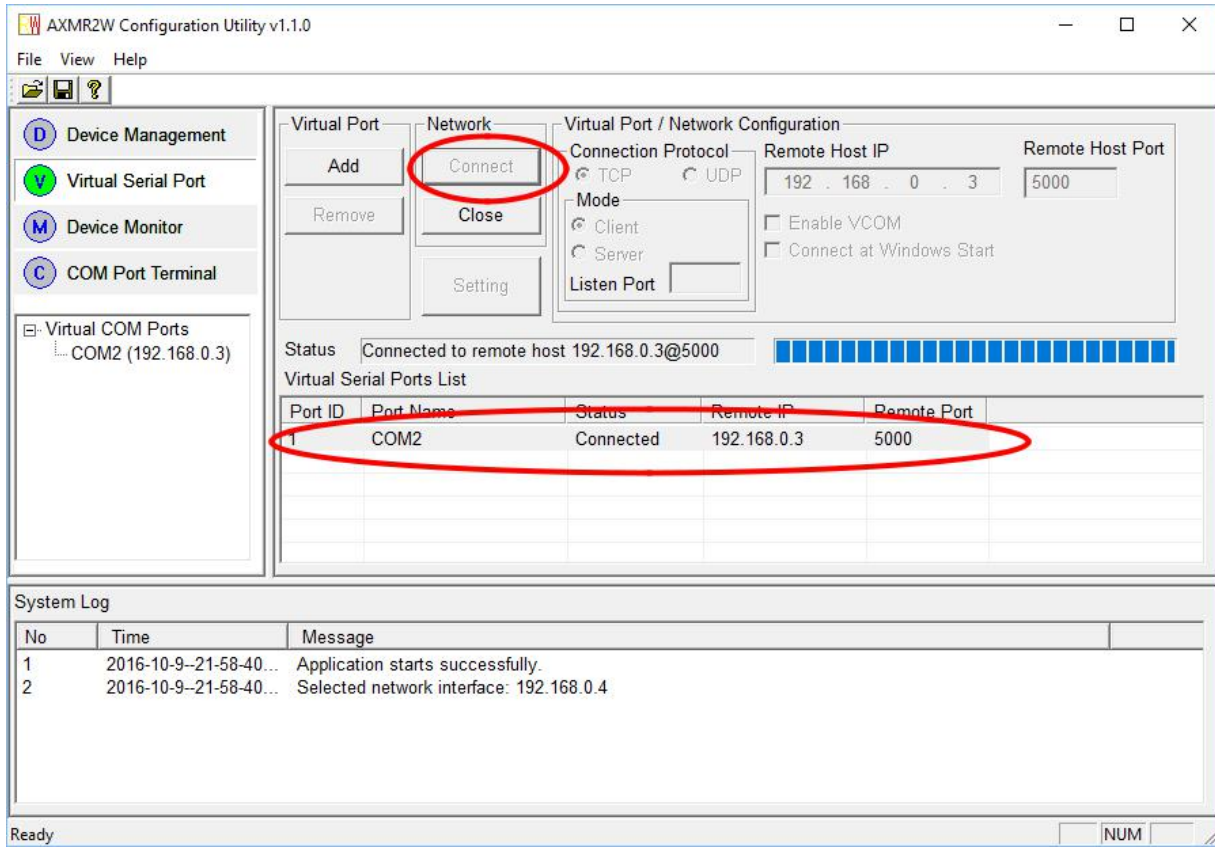 AXMR2W Configuration Utility v1.1.0
File View Help
D Device Management
V Virtual Serial Port
M Device Monitor
C COM Port Terminal
Virtual COM Ports
COM2 (192.168.0.3)
Virtual Port
Add
Remove
Network
Connect
Close
Setting
Virtual Port / Network Configuration
Connection Protocol
TCP UDP
Mode
Client
Server
Listen Port
Remote Host IP
192 . 168 . 0 . 3
Enable VCOM
Connect at Windows Start
Remote Host Port
5000
Status Connected to remote host 192.168.0.3@5000
Virtual Serial Ports List
Port ID Port Name Status Remote IP Remote Port
1 COM2 Connected 192.168.0.3 5000
System Log
No Time Message
1 2016-10-9--21-58-40... Application starts successfully.
2 2016-10-9--21-58-40... Selected network interface: 192.168.0.4
Ready NUM